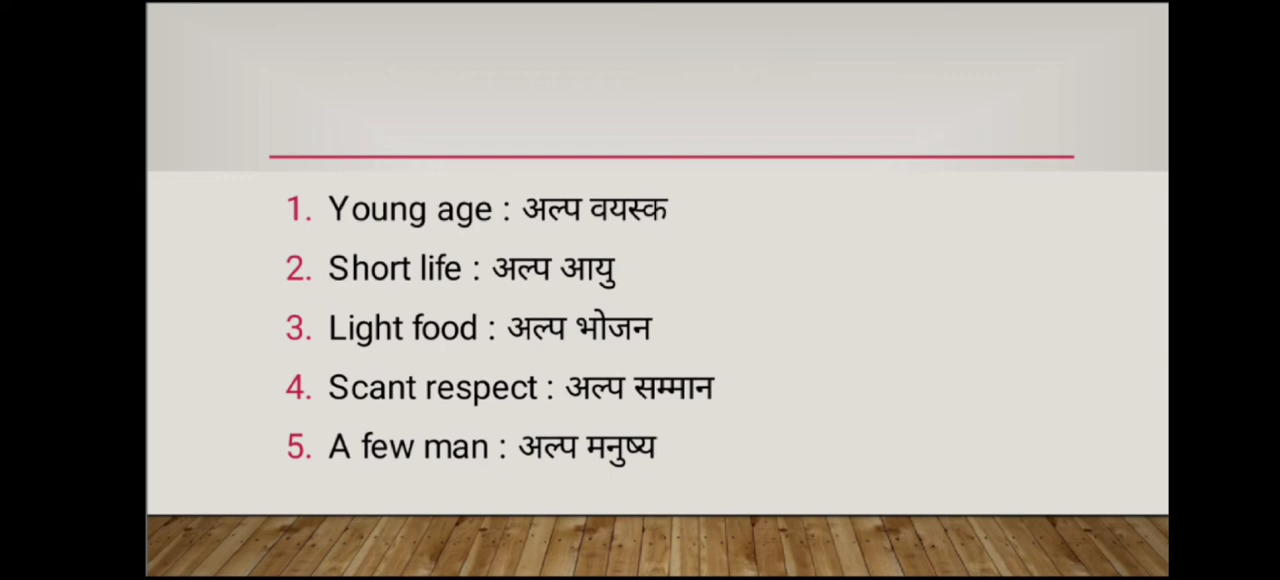 1. Young age : अल्प वयस्क
2. Short life : अल्प आयु
3. Light food : अल्प भोजन
4. Scant respect : अल्प सम्मान
5. A few man : अल्प मनुष्य